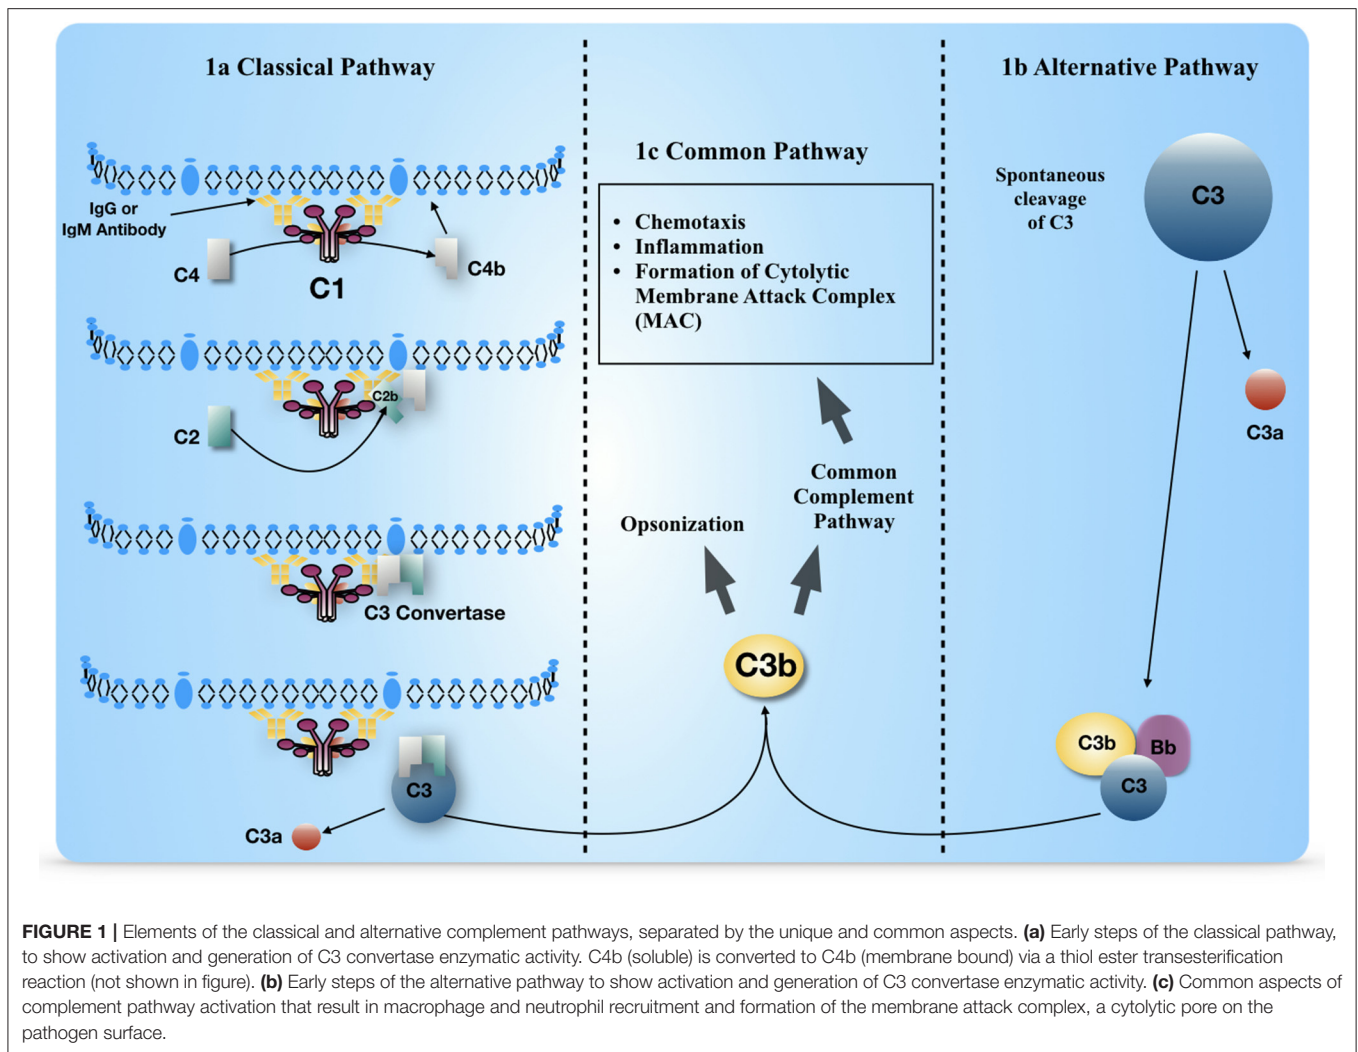 1a Classical Pathway
IgG or
IgM Antibody
C4
C1
C4b
C2
C2b
C3 Convertase
C3
C3a
1c Common Pathway
• Chemotaxis
• Inflammation
• Formation of Cytolytic
Membrane Attack Complex
(MAC)
Common
Complement
Pathway
Opsonization
C3b
1b Alternative Pathway
Spontaneous
cleavage
of C3
C3
C3a
C3b
Bb
C3
FIGURE 1 | Elements of the classical and alternative complement pathways, separated by the unique and common aspects. (a) Early steps of the classical pathway,
to show activation and generation of C3 convertase enzymatic activity. C4b (soluble) is converted to C4b (membrane bound) via a thiol ester transesterification
reaction (not shown in figure). (b) Early steps of the alternative pathway to show activation and generation of C3 convertase enzymatic activity. (c) Common aspects of
complement pathway activation that result in macrophage and neutrophil recruitment and formation of the membrane attack complex, a cytolytic pore on the
pathogen surface.